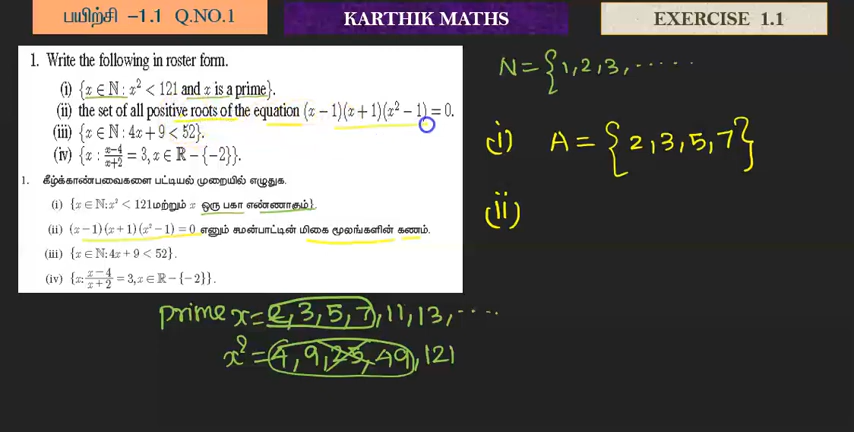 பயிற்சி -1.1 Q.NO.1
KARTHIK MATHS
EXERCISE 1.1
1. Write the following in roster form.
(i) {x ∈ ℕ : x² < 121 and x is a prime}.
(ii) the set of all positive roots of the equation (x − 1)(x + 1)(x² − 1) = 0.
(iii) {x ∈ ℕ : 4x + 9 < 52}.
(iv) {x : x−4/x+2 = 3, x ∈ ℝ − {−2}}.
1. கீழ்க்காண்பவைகளை பட்டியல் முறையில் எழுதுக.
(i) {x ∈ ℕ: x² < 121 மற்றும் x ஒரு பகா எண்ணாகும்}.
(ii) (x−1)(x+1)(x²−1) = 0 எனும் சமன்பாட்டின் மிகை மூலங்களின் கணம்.
(iii) {x ∈ ℕ: 4x + 9 < 52}.
(iv) {x: x−4/x+2 = 3, x ∈ ℝ − {−2}}.
N = {1, 2, 3, ......
(i) A = {2, 3, 5, 7}
(ii)
prime x = 2, 3, 5, 7, 11, 13, ....
x² = 4, 9, 25, 49, 121